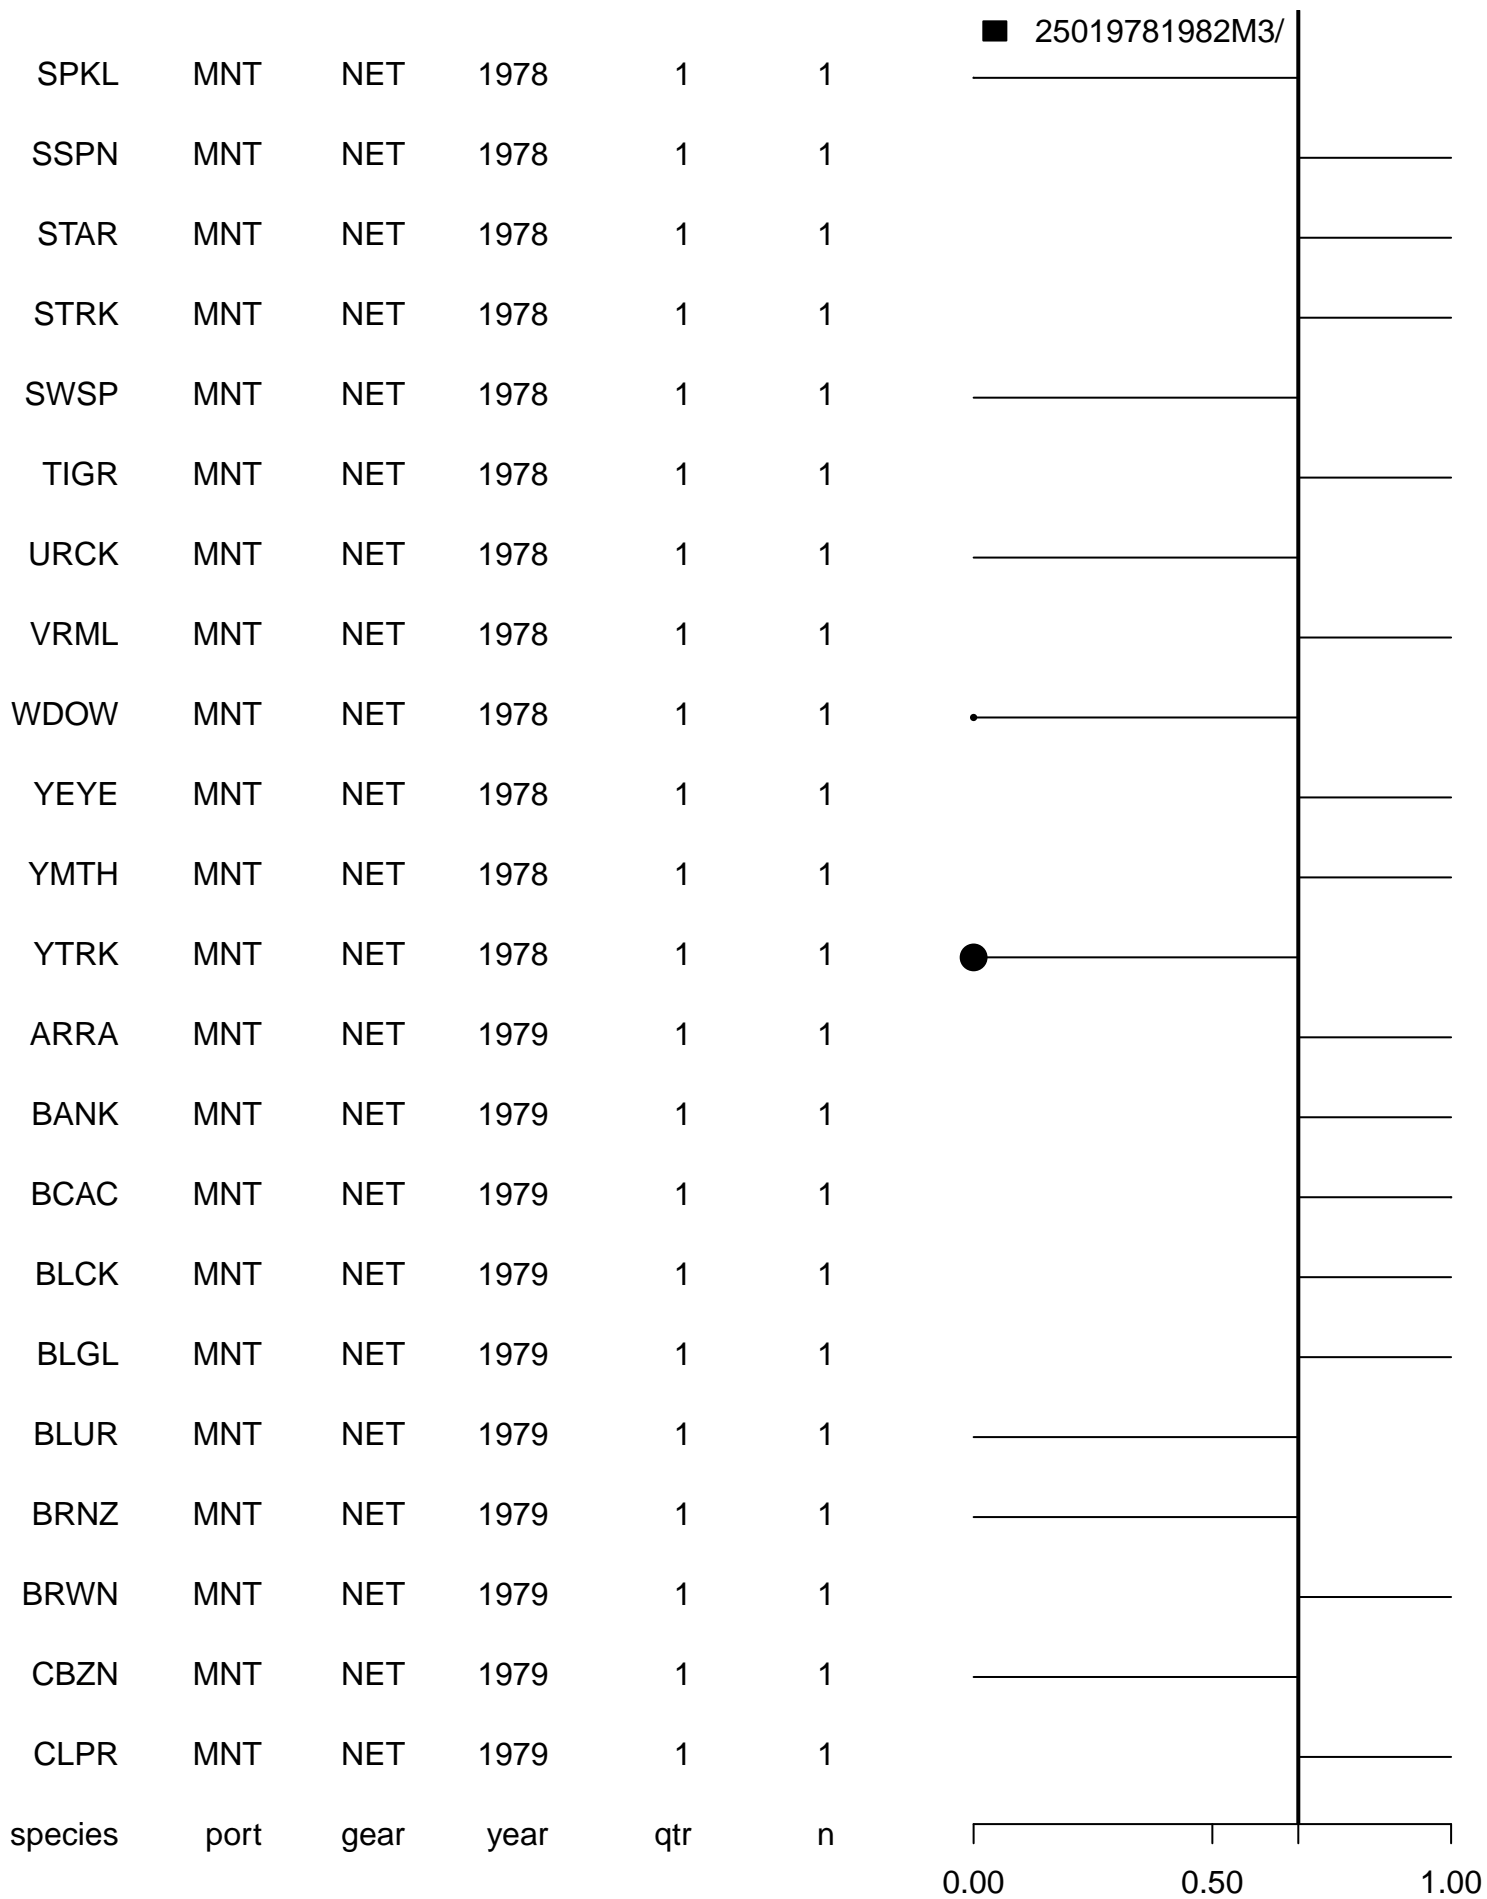 25019781982M3/
SPKL MNT NET 1978 1 1
SSPN MNT NET 1978 1 1
STAR MNT NET 1978 1 1
STRK MNT NET 1978 1 1
SWSP MNT NET 1978 1 1
TIGR MNT NET 1978 1 1
URCK MNT NET 1978 1 1
VRML MNT NET 1978 1 1
WDOW MNT NET 1978 1 1
YEYE MNT NET 1978 1 1
YMTH MNT NET 1978 1 1
YTRK MNT NET 1978 1 1
ARRA MNT NET 1979 1 1
BANK MNT NET 1979 1 1
BCAC MNT NET 1979 1 1
BLCK MNT NET 1979 1 1
BLGL MNT NET 1979 1 1
BLUR MNT NET 1979 1 1
BRNZ MNT NET 1979 1 1
BRWN MNT NET 1979 1 1
CBZN MNT NET 1979 1 1
CLPR MNT NET 1979 1 1
species port gear year qtr n
0.00 0.50 1.00